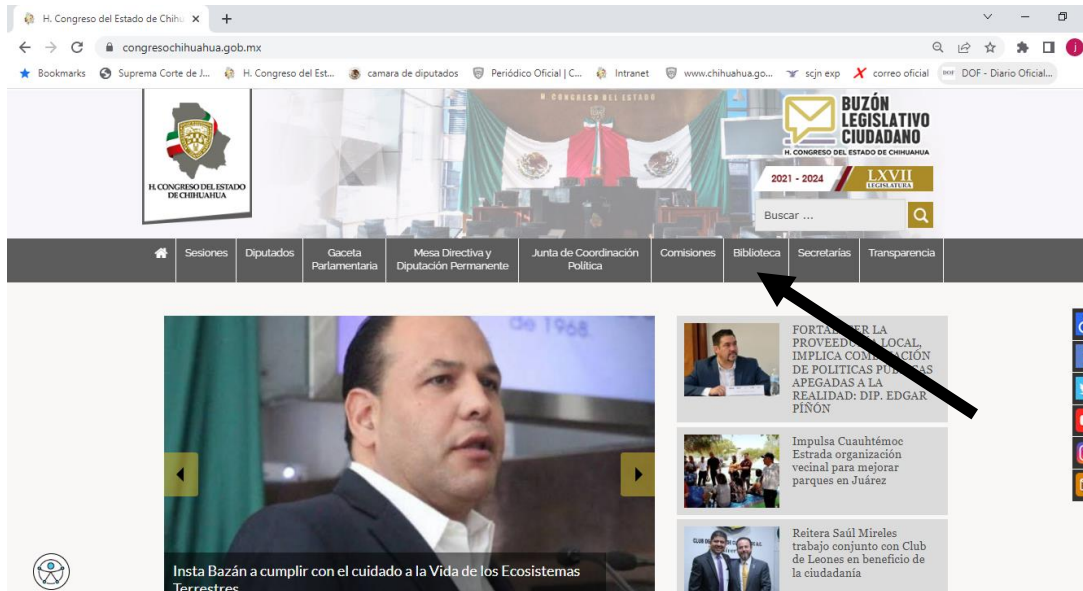 H. Congreso del Estado de Chihu
congresochihuahua.gob.mx
Bookmarks
Suprema Corte de J...
H. Congreso del Est...
camara de diputados
Periódico Oficial | C...
Intranet
www.chihuahua.go...
scjn exp
correo oficial
DOF - Diario Oficial...
H. CONGRESO DEL ESTADO
DE CHIHUAHUA
H CONGRESO DEL ESTADO
BUZÓN
LEGISLATIVO
CIUDADANO
H. CONGRESO DEL ESTADO DE CHIHUAHUA
2021 - 2024
LXVII
LEGISLATURA
Buscar ...
Sesiones
Diputados
Gaceta
Parlamentaria
Mesa Directiva y
Diputación Permanente
Junta de Coordinación
Política
Comisiones
Biblioteca
Secretarías
Transparencia
de 1968.
Insta Bazán a cumplir con el cuidado a la Vida de los Ecosistemas
Terrestres
LA
LOCAL,
IMPLICA
DE POLITICAS
APEGADAS A LA
REALIDAD: DIP. EDGAR
PIÑÓN
Impulsa Cuauhtémoc
Estrada organización
vecinal para mejorar
parques en Juárez
Reitera Saúl Mireles
trabajo conjunto con Club
de Leones en beneficio de
la ciudadanía